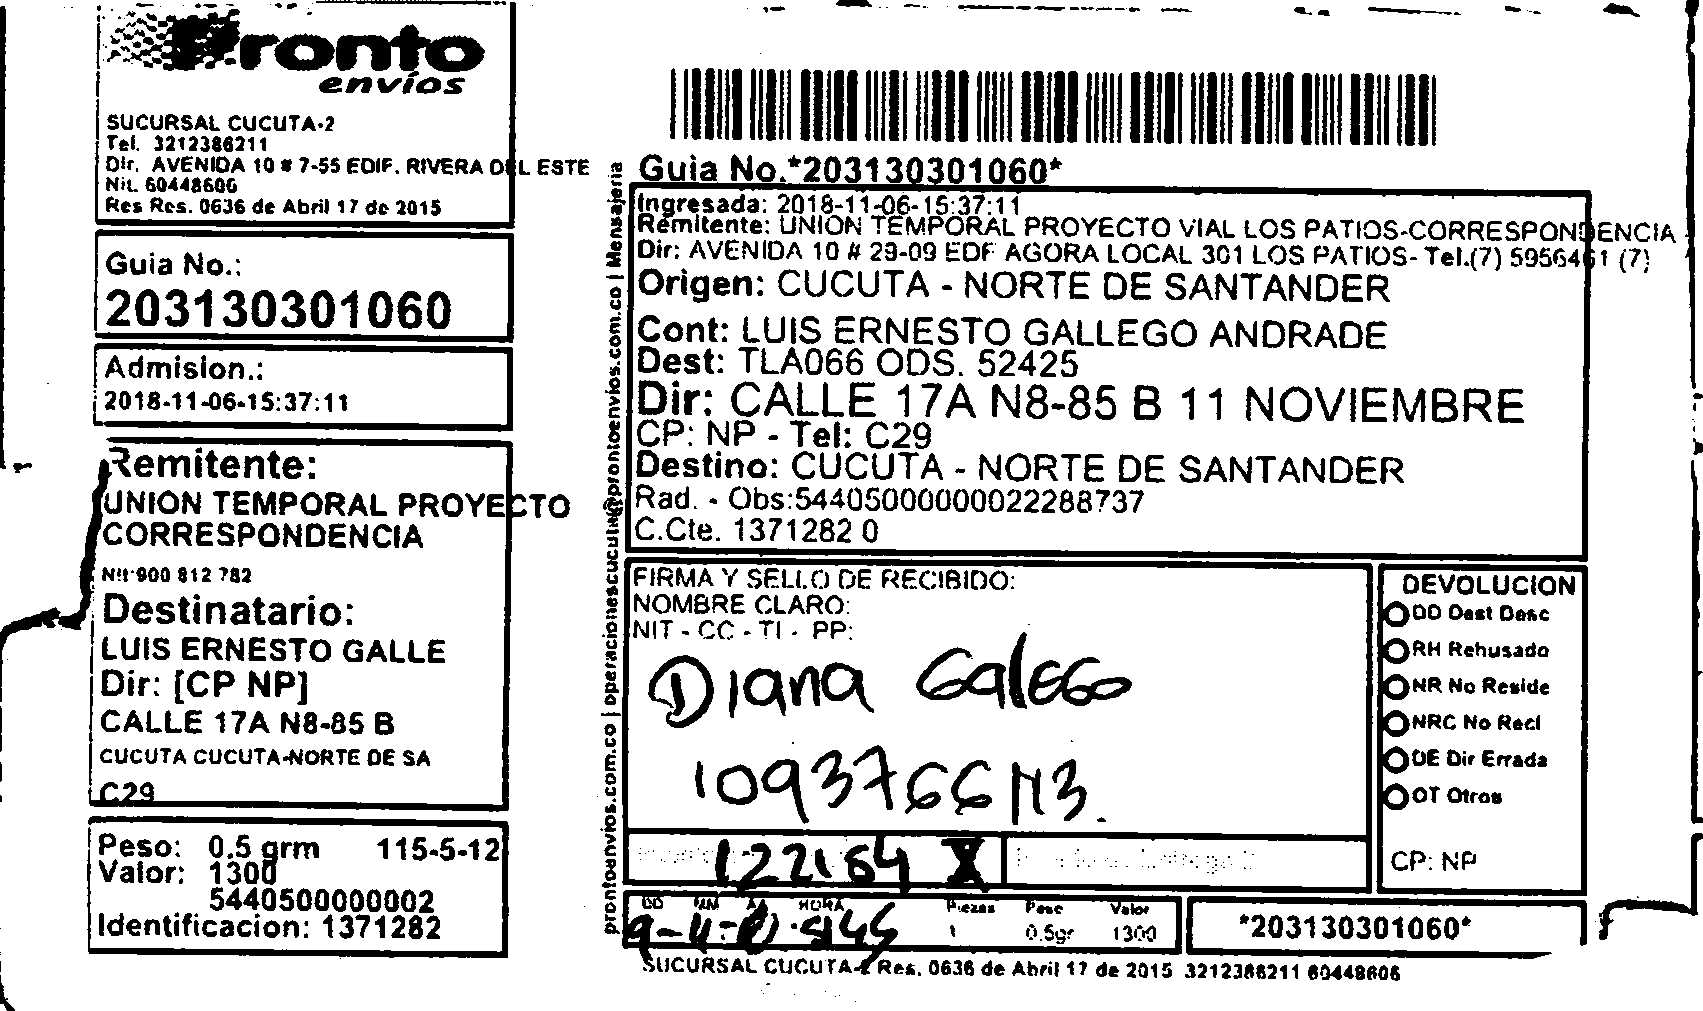 Pronto
envíos
SUCURSAL CUCUTA-2
Tel. 3212386211
Dir. AVENIDA 10 # 7-55 EDIF. RIVERA DEL ESTE
Nit. 60448606
Res Res. 0636 de Abril 17 de 2015
Guia No.:
203130301060
Admision.:
2018-11-06-15:37:11
Remitente:
UNION TEMPORAL PROYECTO
CORRESPONDENCIA
Nit 900 812 782
Destinatario:
LUIS ERNESTO GALLE
Dir: [CP NP]
CALLE 17A N8-85 B
CUCUTA CUCUTA-NORTE DE SA
C29
Peso: 0.5 grm 115-5-12
Valor: 1300
5440500000002
Identificacion: 1371282
prontoenvios.com.co | operacionescucuta@prontoenvios.com.co | Mensajeria
Guia No.*203130301060*
Ingresada: 2018-11-06-15:37:11
Remitente: UNION TEMPORAL PROYECTO VIAL LOS PATIOS-CORRESPONDENCIA
Dir: AVENIDA 10 # 29-09 EDF AGORA LOCAL 301 LOS PATIOS- Tel.(7) 5956461 (7)
Origen: CUCUTA - NORTE DE SANTANDER
Cont: LUIS ERNESTO GALLEGO ANDRADE
Dest: TLA066 ODS. 52425
Dir: CALLE 17A N8-85 B 11 NOVIEMBRE
CP: NP - Tel: C29
Destino: CUCUTA - NORTE DE SANTANDER
Rad. - Obs:54405000000022288737
C.Cte. 1371282 0
FIRMA Y SELLO DE RECIBIDO:
NOMBRE CLARO:
NIT - CC - TI - PP:
Diana Galego
DEVOLUCION
DD Dest Desc
RH Rehusado
NR No Reside
NRC No Recl
DE Dir Errada
OT Otros
CP: NP
DD MM AA HORA Piezas Peso Valor
1 0.5gr 1300
*203130301060*
SUCURSAL CUCUTA-2 Res. 0636 de Abril 17 de 2015 3212386211 60448606